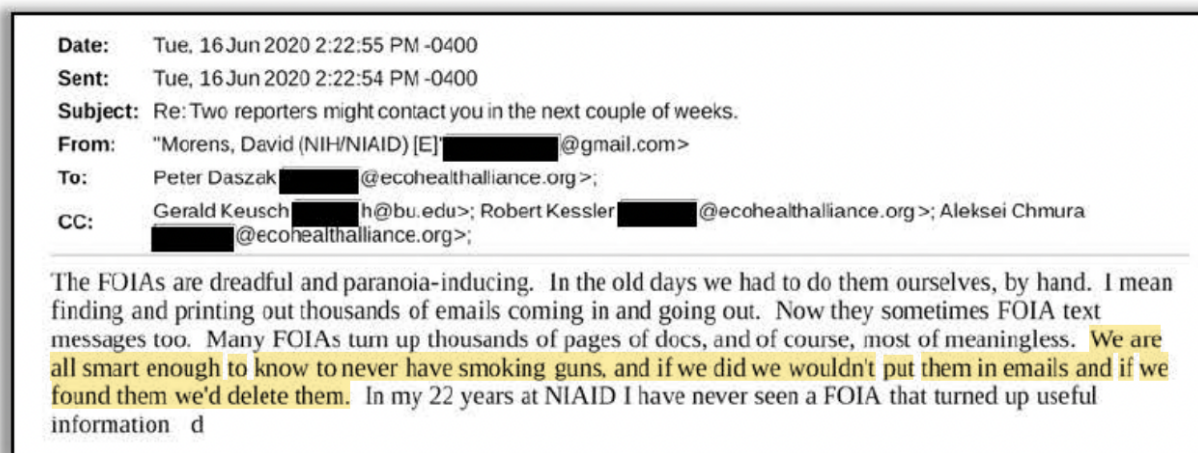 Date: Tue, 16 Jun 2020 2:22:55 PM -0400
Sent: Tue, 16 Jun 2020 2:22:54 PM -0400
Subject: Re: Two reporters might contact you in the next couple of weeks.
From: "Morens, David (NIH/NIAID) [E]" @gmail.com>
To: Peter Daszak @ecohealthalliance.org>;
CC: Gerald Keusch h@bu.edu>; Robert Kessler @ecohealthalliance.org>; Aleksei Chmura
@ecohealthalliance.org>;
The FOIAs are dreadful and paranoia-inducing. In the old days we had to do them ourselves, by hand. I mean
finding and printing out thousands of emails coming in and going out. Now they sometimes FOIA text
messages too. Many FOIAs turn up thousands of pages of docs, and of course, most of meaningless. We are
all smart enough to know to never have smoking guns, and if we did we wouldn't put them in emails and if we
found them we'd delete them. In my 22 years at NIAID I have never seen a FOIA that turned up useful
information d